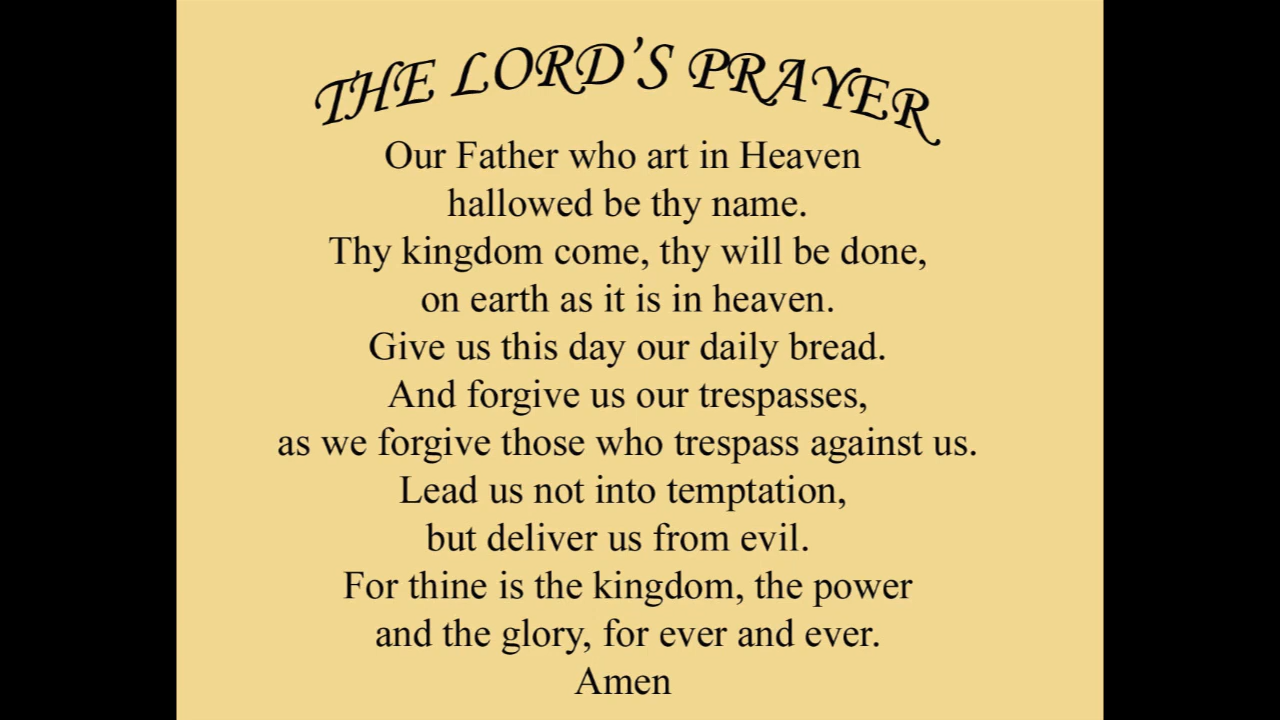 THE LORD'S PRAYER
Our Father who art in Heaven
hallowed be thy name.
Thy kingdom come, thy will be done,
on earth as it is in heaven.
Give us this day our daily bread.
And forgive us our trespasses,
as we forgive those who trespass against us.
Lead us not into temptation,
but deliver us from evil.
For thine is the kingdom, the power
and the glory, for ever and ever.
Amen